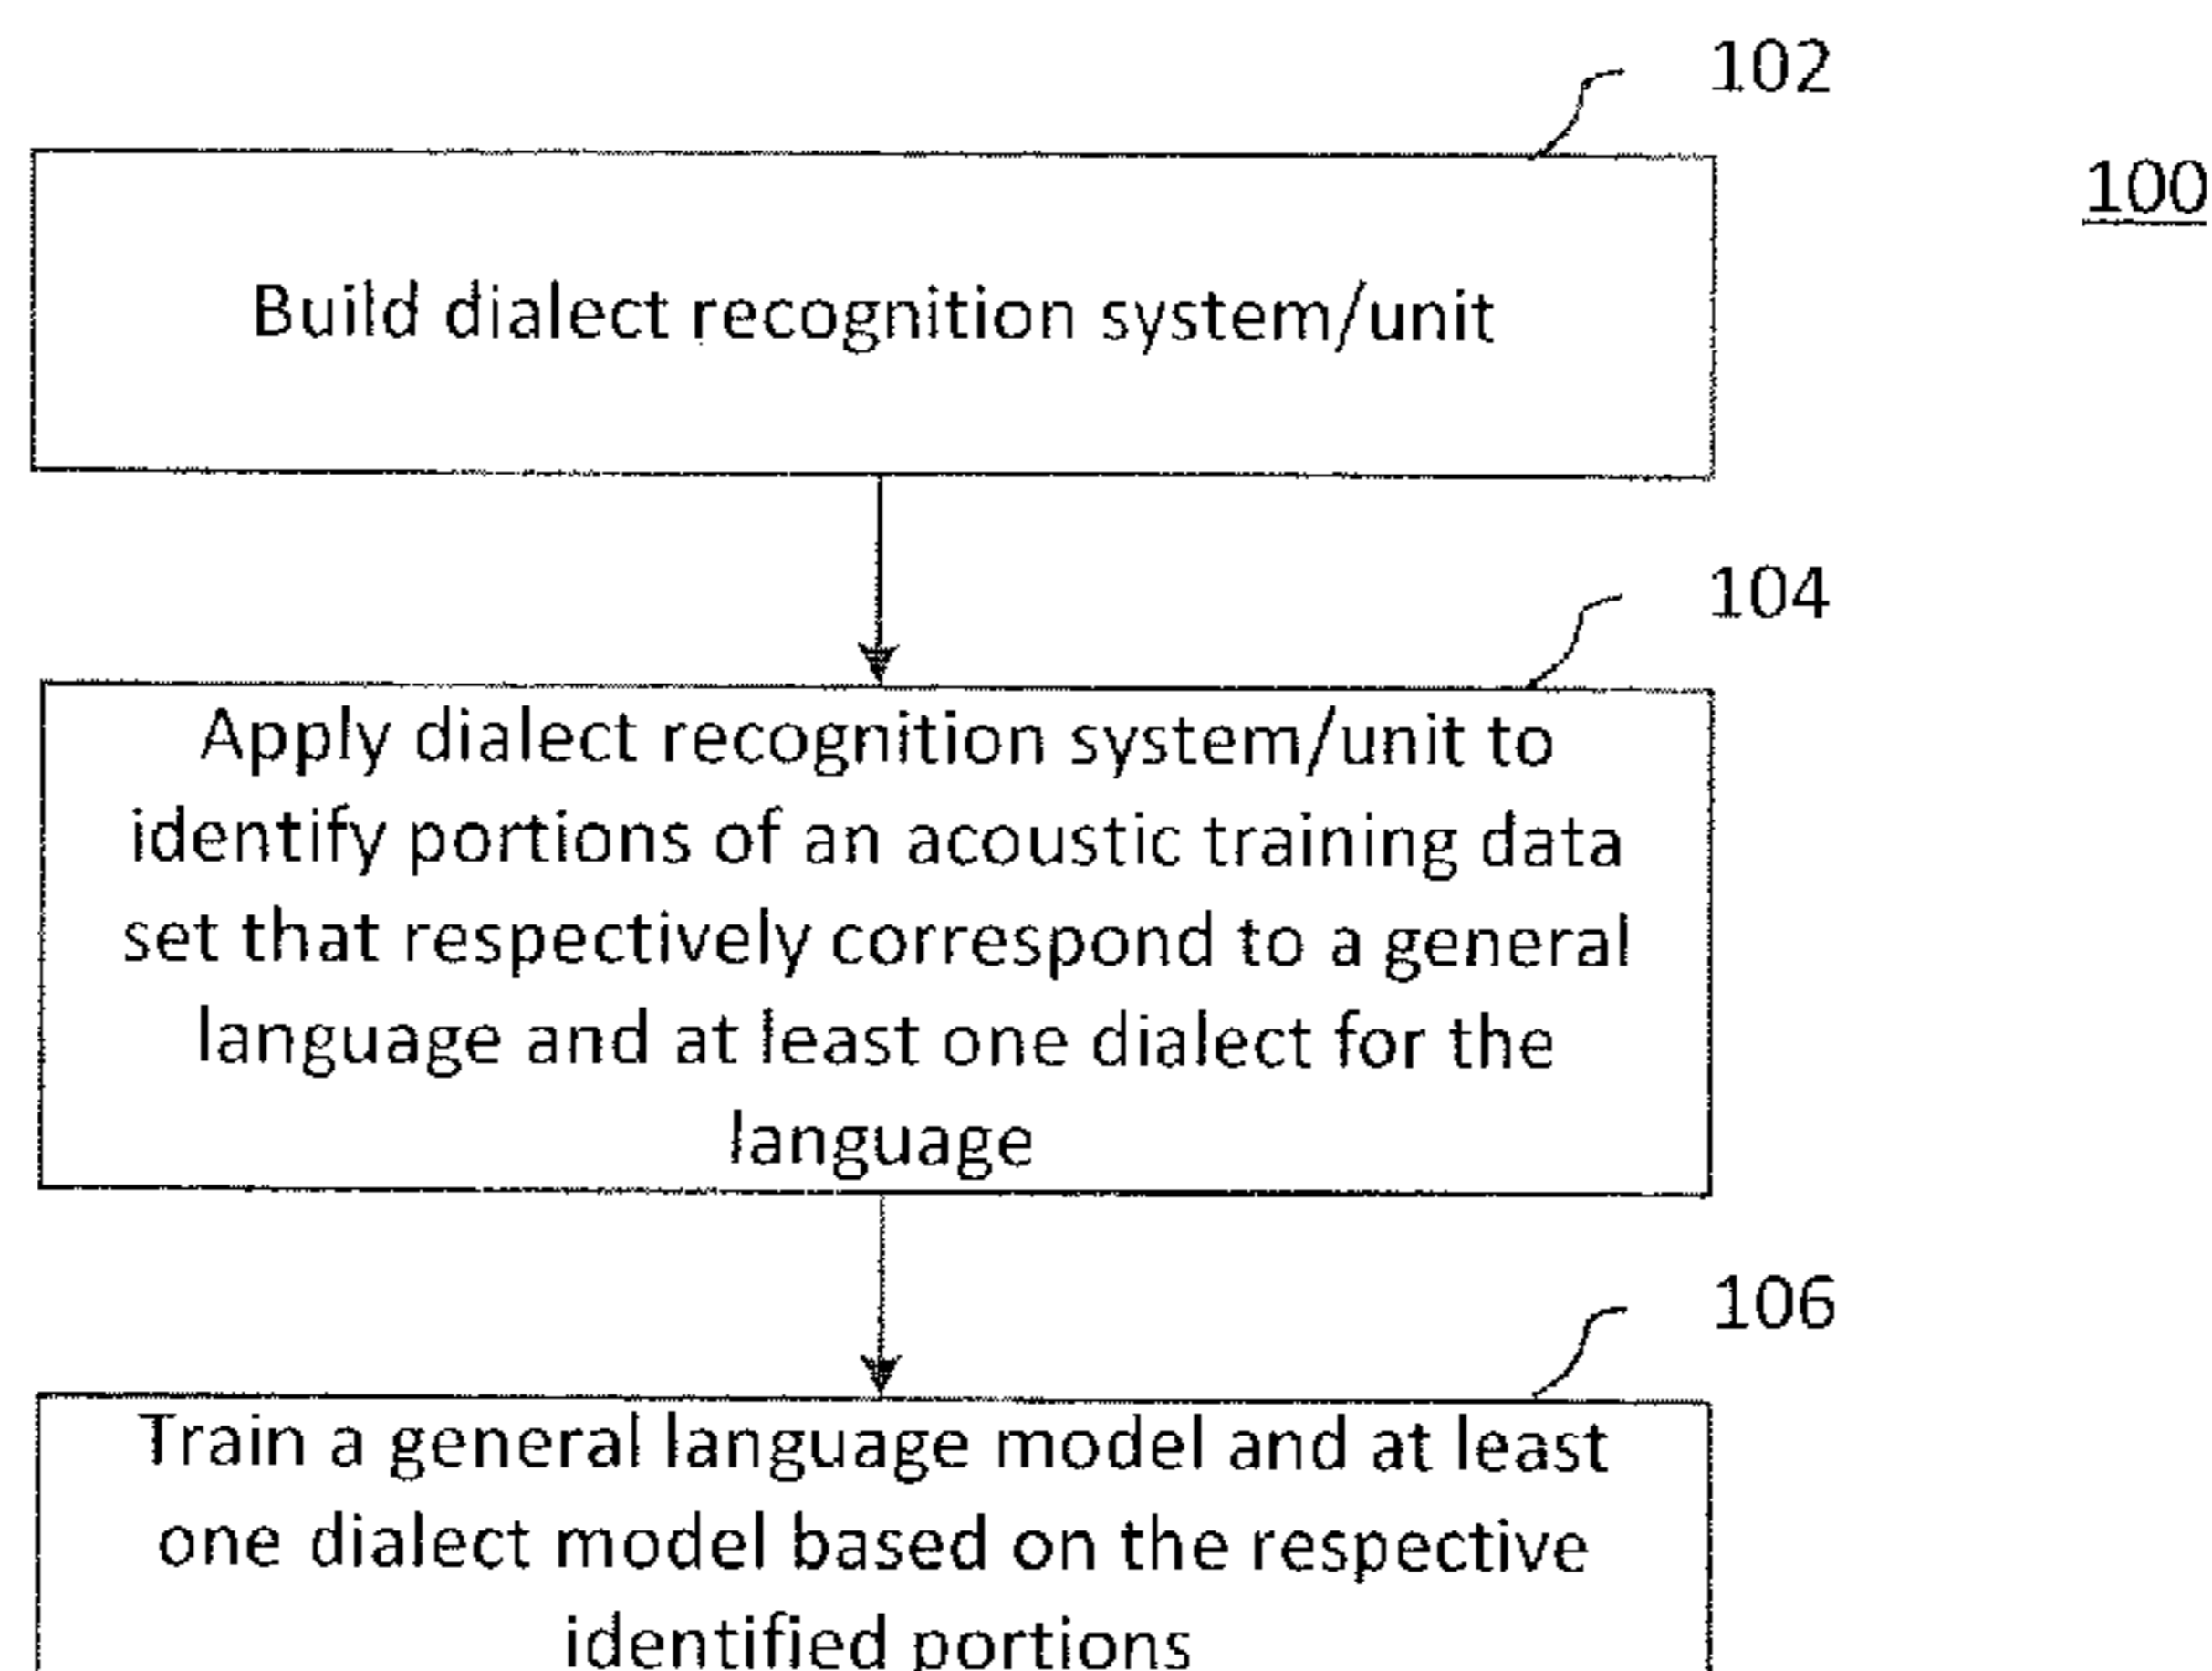 102
100
Build dialect recognition system/unit
104
Apply dialect recognition system/unit to
identify portions of an acoustic training data
set that respectively correspond to a general
language and at least one dialect for the
language
106
Train a general language model and at least
one dialect model based on the respective
identified portions